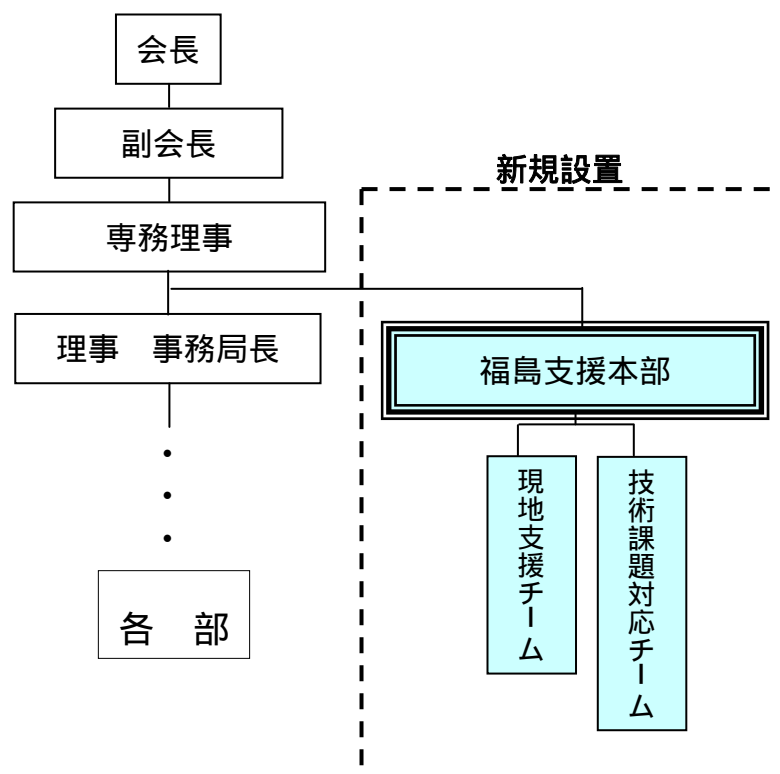 会長
副会長
新規設置
専務理事
理事　事務局長
福島支援本部
現地支援チーム
技術課題対応チーム
各　部